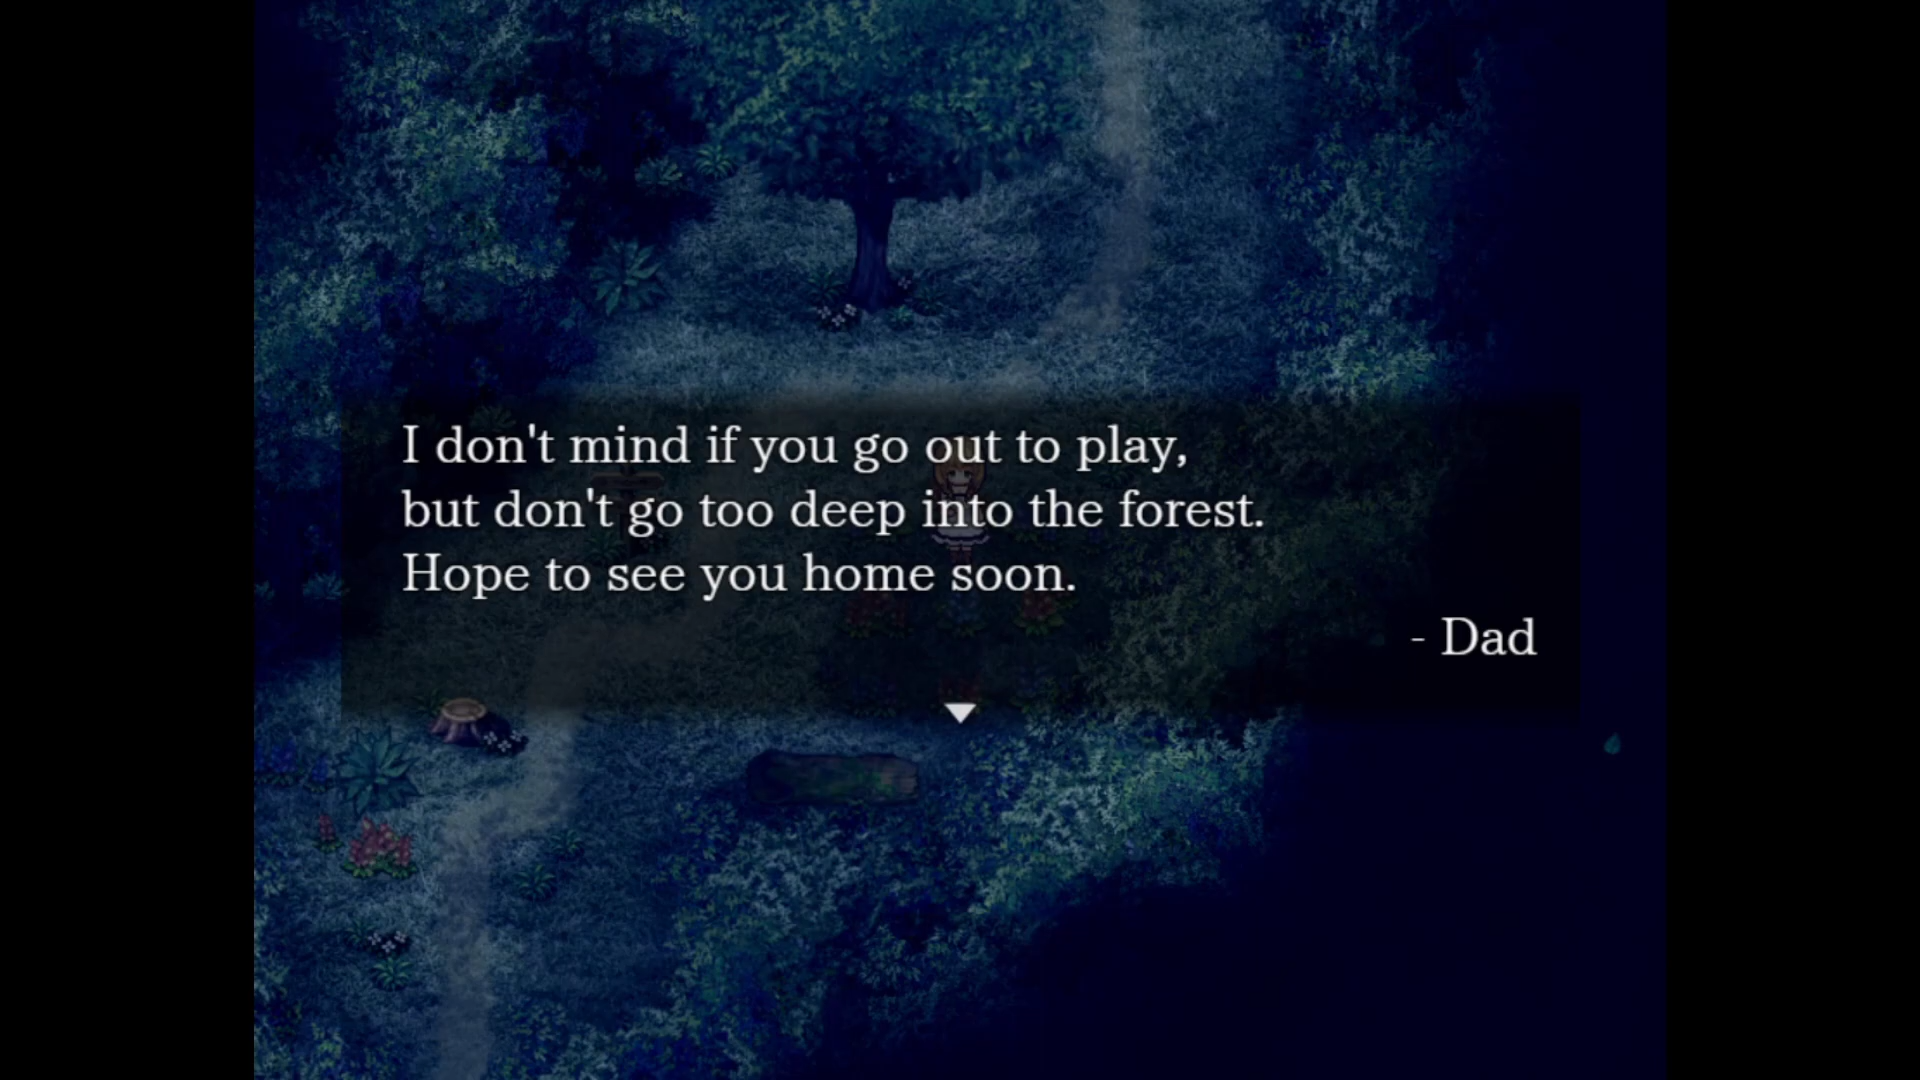 I don't mind if you go out to play,
but don't go too deep into the forest.
Hope to see you home soon.
- Dad